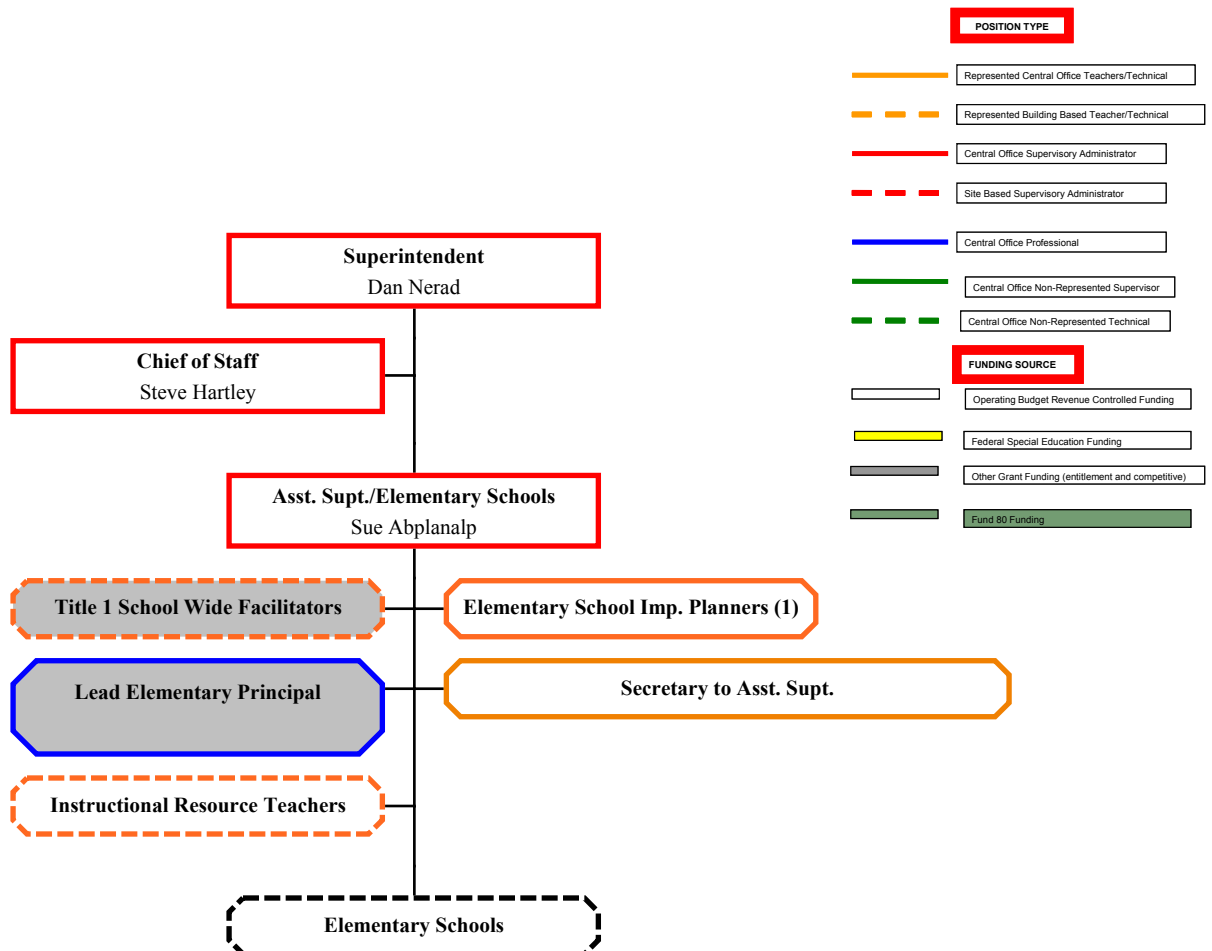 POSITION TYPE
Represented Central Office Teachers/Technical
Represented Building Based Teacher/Technical
Central Office Supervisory Administrator
Site Based Supervisory Administrator
Central Office Professional
Central Office Non-Represented Supervisor
Central Office Non-Represented Technical
FUNDING SOURCE
Operating Budget Revenue Controlled Funding
Federal Special Education Funding
Other Grant Funding (entitlement and competitive)
Fund 80 Funding
Superintendent
Dan Nerad
Chief of Staff
Steve Hartley
Asst. Supt./Elementary Schools
Sue Abplanalp
Title 1 School Wide Facilitators
Elementary School Imp. Planners (1)
Lead Elementary Principal
Secretary to Asst. Supt.
Instructional Resource Teachers
Elementary Schools